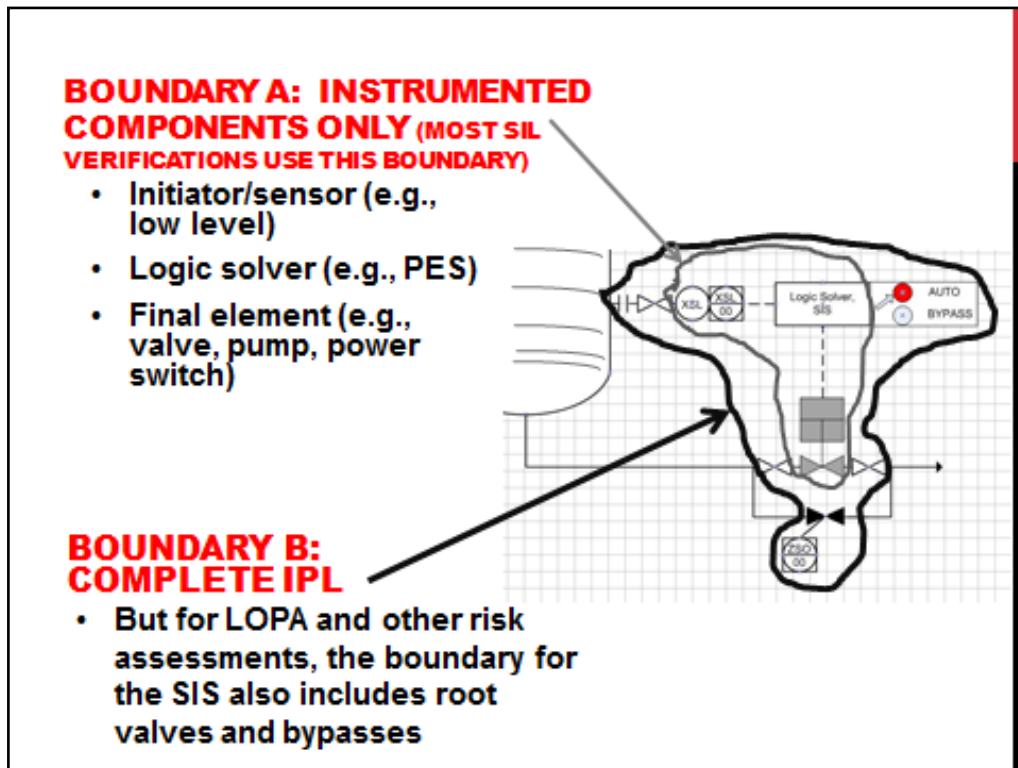 BOUNDARY A: INSTRUMENTED
COMPONENTS ONLY (MOST SIL
VERIFICATIONS USE THIS BOUNDARY)
• Initiator/sensor (e.g.,
low level)
• Logic solver (e.g., PES)
• Final element (e.g.,
valve, pump, power
switch)
XSL
XSL
00
Logic Solver,
SIS
AUTO
BYPASS
BOUNDARY B:
COMPLETE IPL
• But for LOPA and other risk
assessments, the boundary for
the SIS also includes root
valves and bypasses
ZSO
00